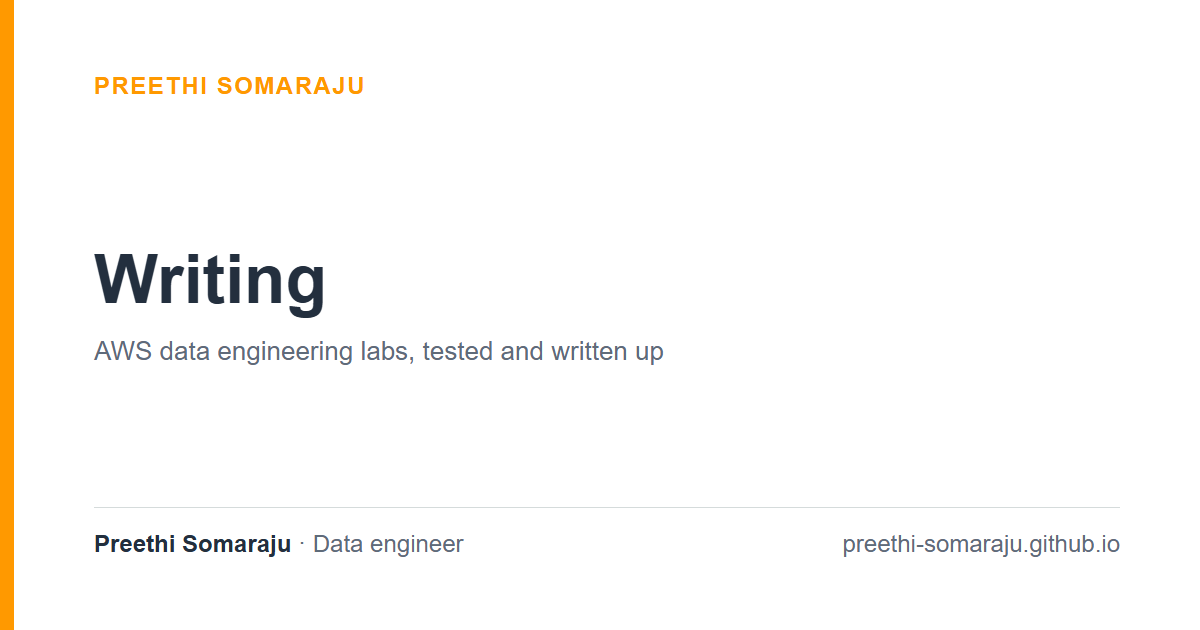 PREETHI SOMARAJU
Writing
AWS data engineering labs, tested and written up
Preethi Somaraju · Data engineer
preethi-somaraju.github.io